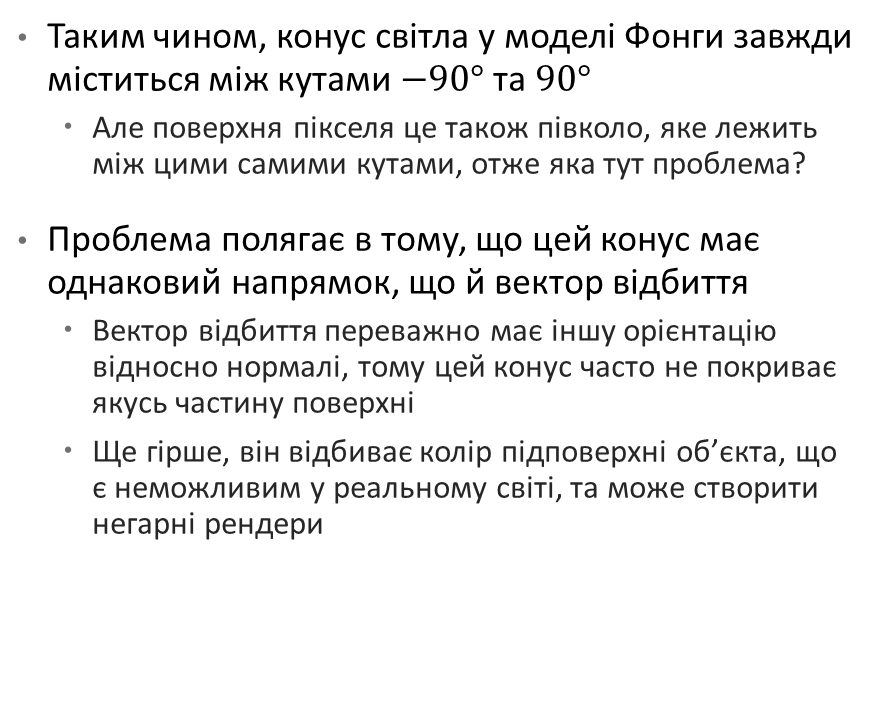 • Таким чином, конус світла у моделі Фонги завжди
міститься між кутами −90° та 90°
• Але поверхня пікселя це також півколо, яке лежить
між цими самими кутами, отже яка тут проблема?
• Проблема полягає в тому, що цей конус має
однаковий напрямок, що й вектор відбиття
• Вектор відбиття переважно має іншу орієнтацію
відносно нормалі, тому цей конус часто не покриває
якусь частину поверхні
• Ще гірше, він відбиває колір підповерхні об’єкта, що
є неможливим у реальному світі, та може створити
негарні рендери